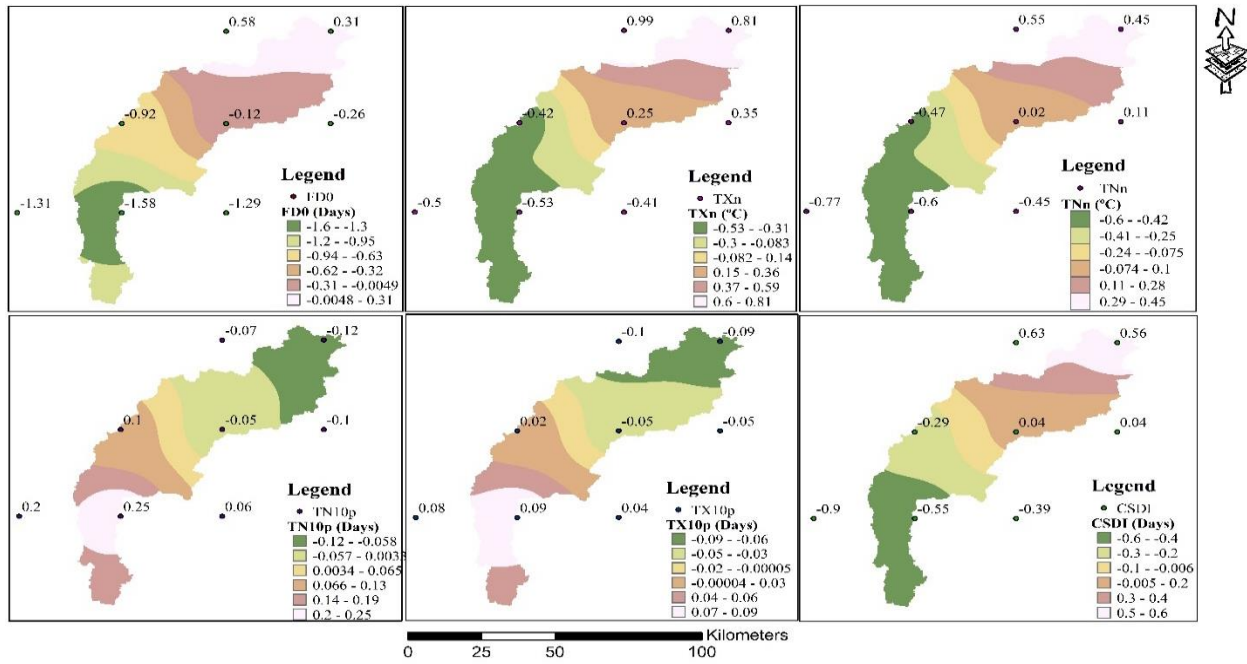 0.58
0.31
-0.92
-0.12
-0.26
-1.31
-1.58
-1.29
Legend
FD0
FD0 (Days)
-1.6 - -1.3
-1.2 - -0.95
-0.94 - -0.63
-0.62 - -0.32
-0.31 - -0.0049
-0.0048 - 0.31
0.99
0.81
-0.42
0.25
0.35
-0.5
-0.53
-0.41
Legend
TXn
TXn (ºC)
-0.53 - -0.31
-0.3 - -0.083
-0.082 - 0.14
0.15 - 0.36
0.37 - 0.59
0.6 - 0.81
0.55
0.45
-0.47
0.02
0.11
-0.77
-0.6
-0.45
Legend
TNn
TNn (ºC)
-0.6 - -0.42
-0.41 - -0.25
-0.24 - -0.075
-0.074 - 0.1
0.11 - 0.28
0.29 - 0.45
N
-0.07
-0.12
0.1
-0.05
-0.1
0.2
0.25
0.06
Legend
TN10p
TN10p (Days)
-0.12 - -0.058
-0.057 - 0.0033
0.0034 - 0.065
0.066 - 0.13
0.14 - 0.19
0.2 - 0.25
-0.1
-0.09
0.02
-0.05
-0.05
0.08
0.09
0.04
Legend
TX10p
TX10p (Days)
-0.09 - -0.06
-0.05 - -0.03
-0.02 - -0.00005
-0.00004 - 0.03
0.04 - 0.06
0.07 - 0.09
0.63
0.56
-0.29
0.04
0.04
-0.9
-0.55
-0.39
Legend
CSDI
CSDI (Days)
-0.6 - -0.4
-0.3 - -0.2
-0.1 - -0.006
-0.005 - 0.2
0.3 - 0.4
0.5 - 0.6
Kilometers
0 25 50 100